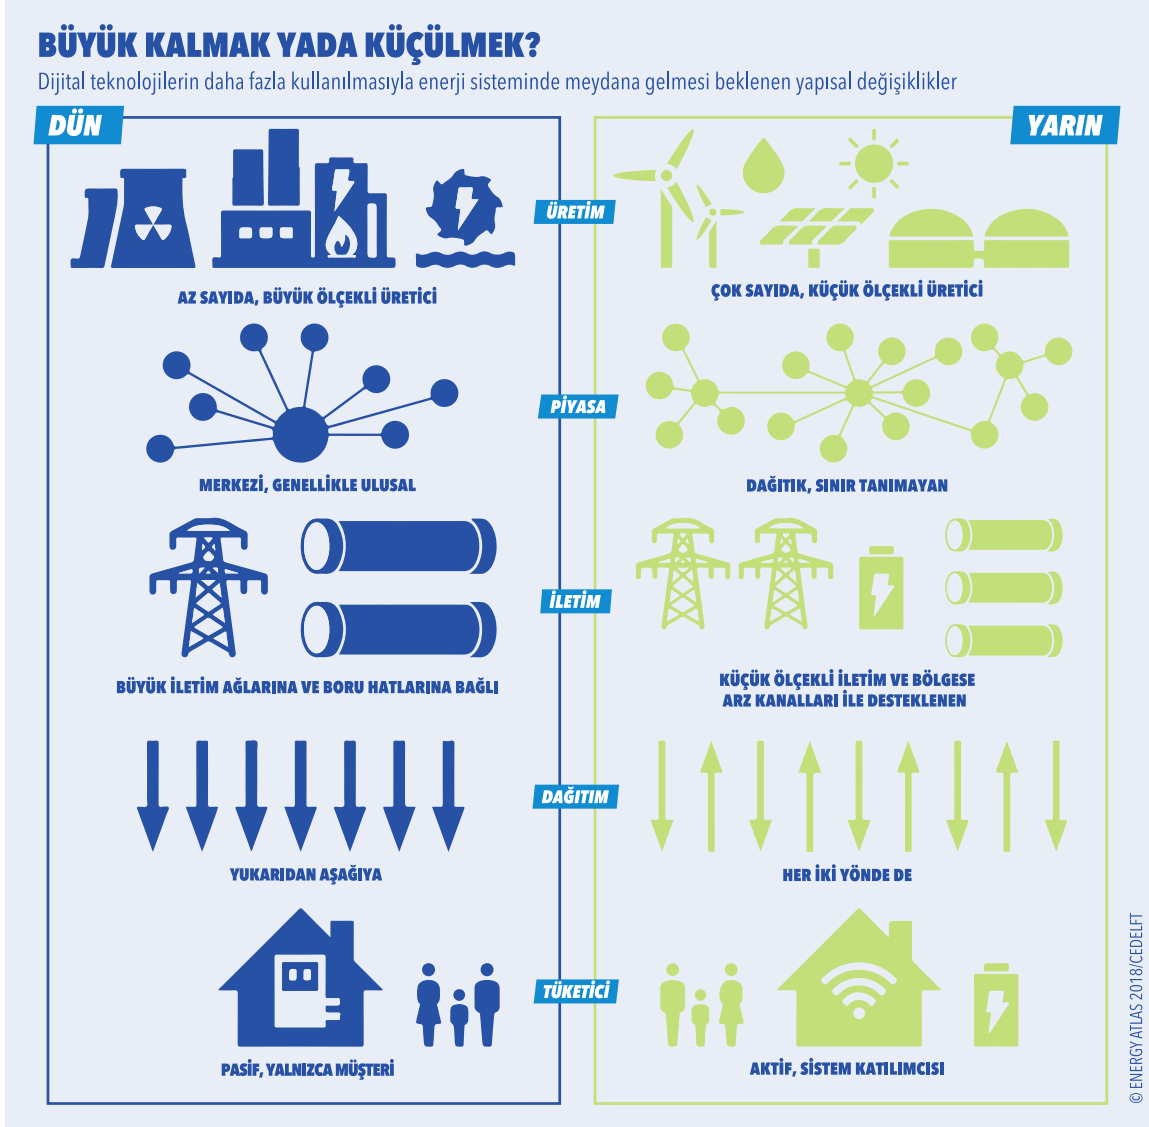 BÜYÜK KALMAK YADA KÜÇÜLMEK?
Dijital teknolojilerin daha fazla kullanılmasıyla enerji sisteminde meydana gelmesi beklenen yapısal değişiklikler
DÜN
YARIN
ÜRETİM
AZ SAYIDA, BÜYÜK ÖLÇEKLİ ÜRETİCİ
ÇOK SAYIDA, KÜÇÜK ÖLÇEKLİ ÜRETİCİ
PİYASA
MERKEZİ, GENELLİKLE ULUSAL
DAĞITIK, SINIR TANIMAYAN
İLETİM
BÜYÜK İLETİM AĞLARINA VE BORU HATLARINA BAĞLI
KÜÇÜK ÖLÇEKLİ İLETİM VE BÖLGESE
ARZ KANALLARI İLE DESTEKLENEN
DAĞITIM
YUKARIDAN AŞAĞIYA
HER İKİ YÖNDE DE
TÜKETİCİ
PASİF, YALNIZCA MÜŞTERİ
AKTİF, SİSTEM KATILIMCISI
© ENERGY ATLAS 2018/CEDELFT